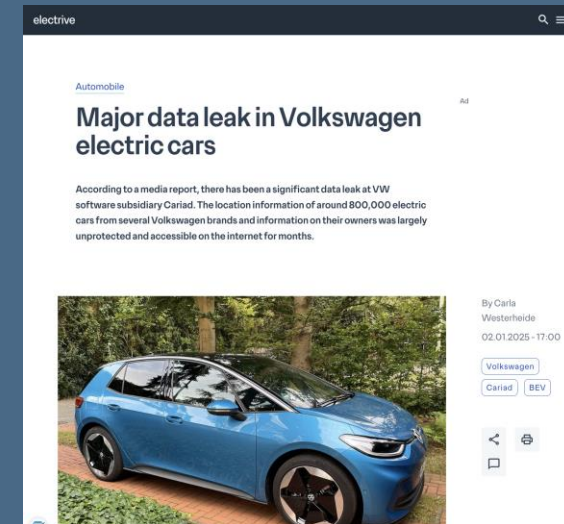 electrive
Automobile
Ad
Major data leak in Volkswagen
electric cars
According to a media report, there has been a significant data leak at VW
software subsidiary Cariad. The location information of around 800,000 electric
cars from several Volkswagen brands and information on their owners was largely
unprotected and accessible on the internet for months.
By Carla
Westerheide
02.01.2025 - 17:00
Volkswagen
Cariad
BEV